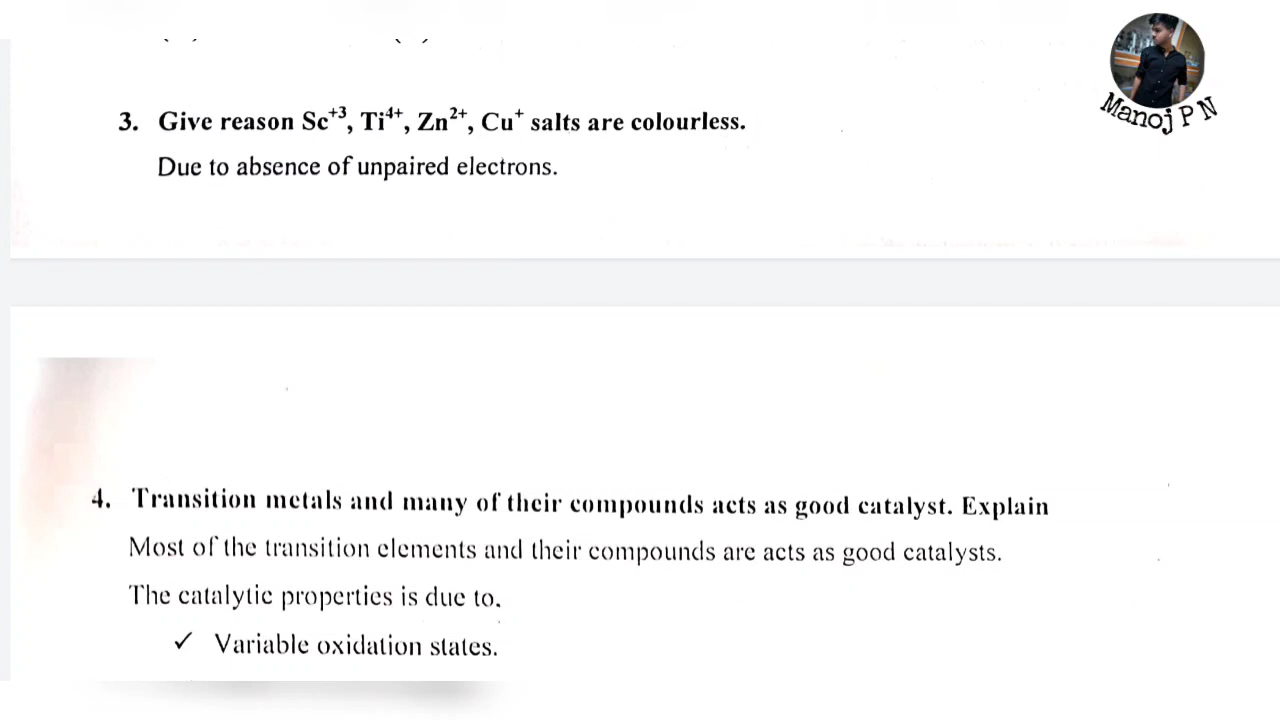 Manoj P N
3. Give reason Sc⁺³, Ti⁴⁺, Zn²⁺, Cu⁺ salts are colourless.
Due to absence of unpaired electrons.
4. Transition metals and many of their compounds acts as good catalyst. Explain
Most of the transition elements and their compounds are acts as good catalysts.
The catalytic properties is due to.
✓ Variable oxidation states.